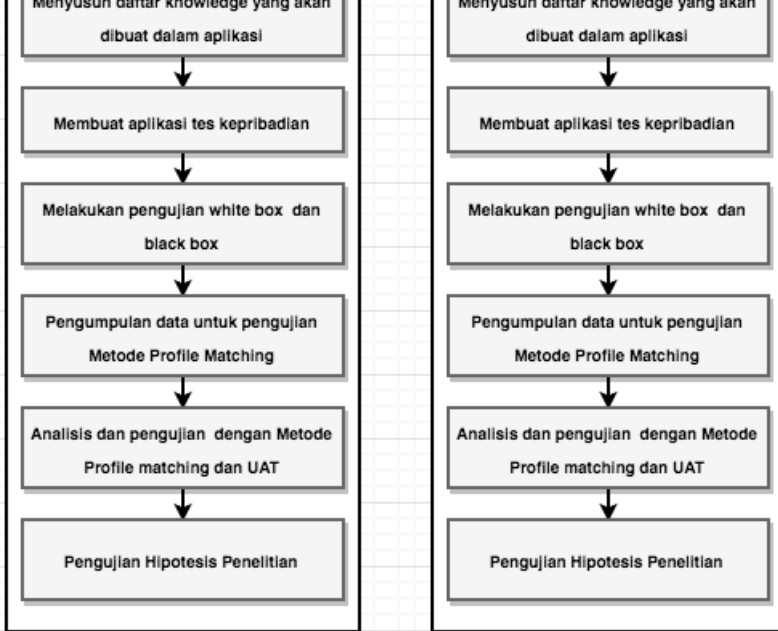 Menyusun daftar knowledge yang akan
dibuat dalam aplikasi
Membuat aplikasi tes kepribadian
Melakukan pengujian white box dan
black box
Pengumpulan data untuk pengujian
Metode Profile Matching
Analisis dan pengujian dengan Metode
Profile matching dan UAT
Pengujian Hipotesis Penelitian
Menyusun daftar knowledge yang akan
dibuat dalam aplikasi
Membuat aplikasi tes kepribadian
Melakukan pengujian white box dan
black box
Pengumpulan data untuk pengujian
Metode Profile Matching
Analisis dan pengujian dengan Metode
Profile matching dan UAT
Pengujian Hipotesis Penelitian